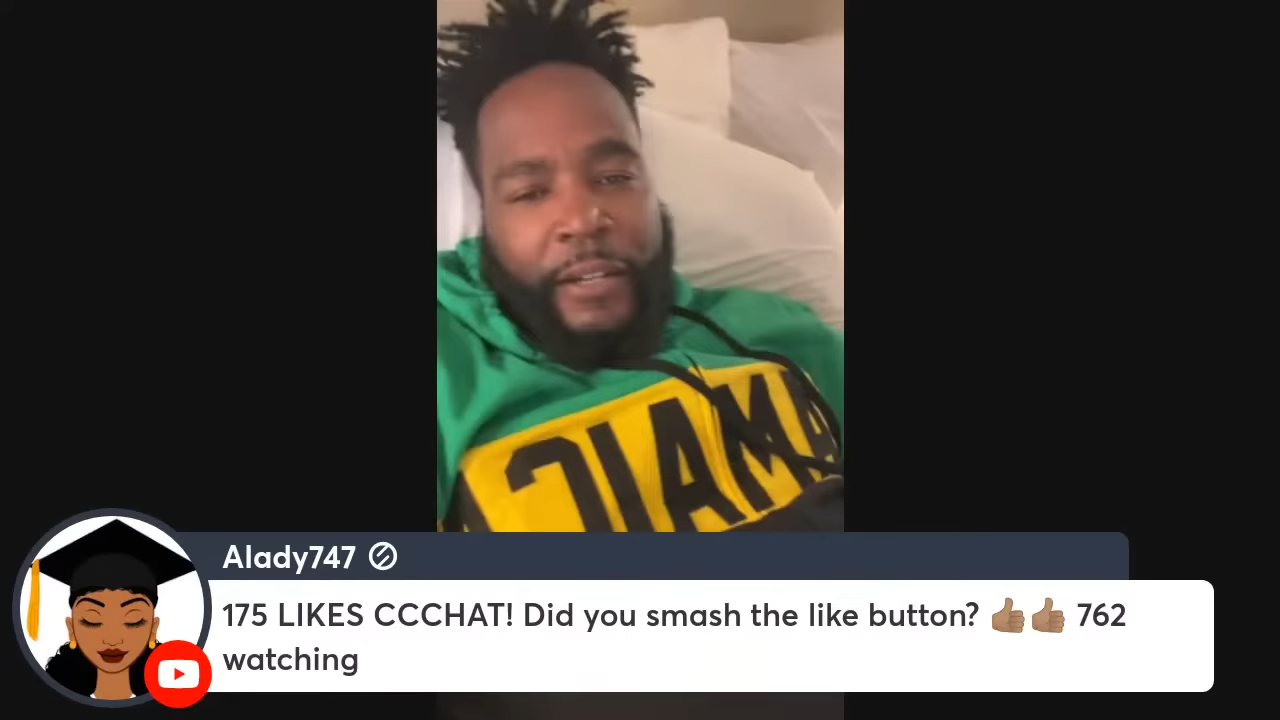 Alady747
175 LIKES CCCHAT! Did you smash the like button? 👍🏽👍🏽 762
watching